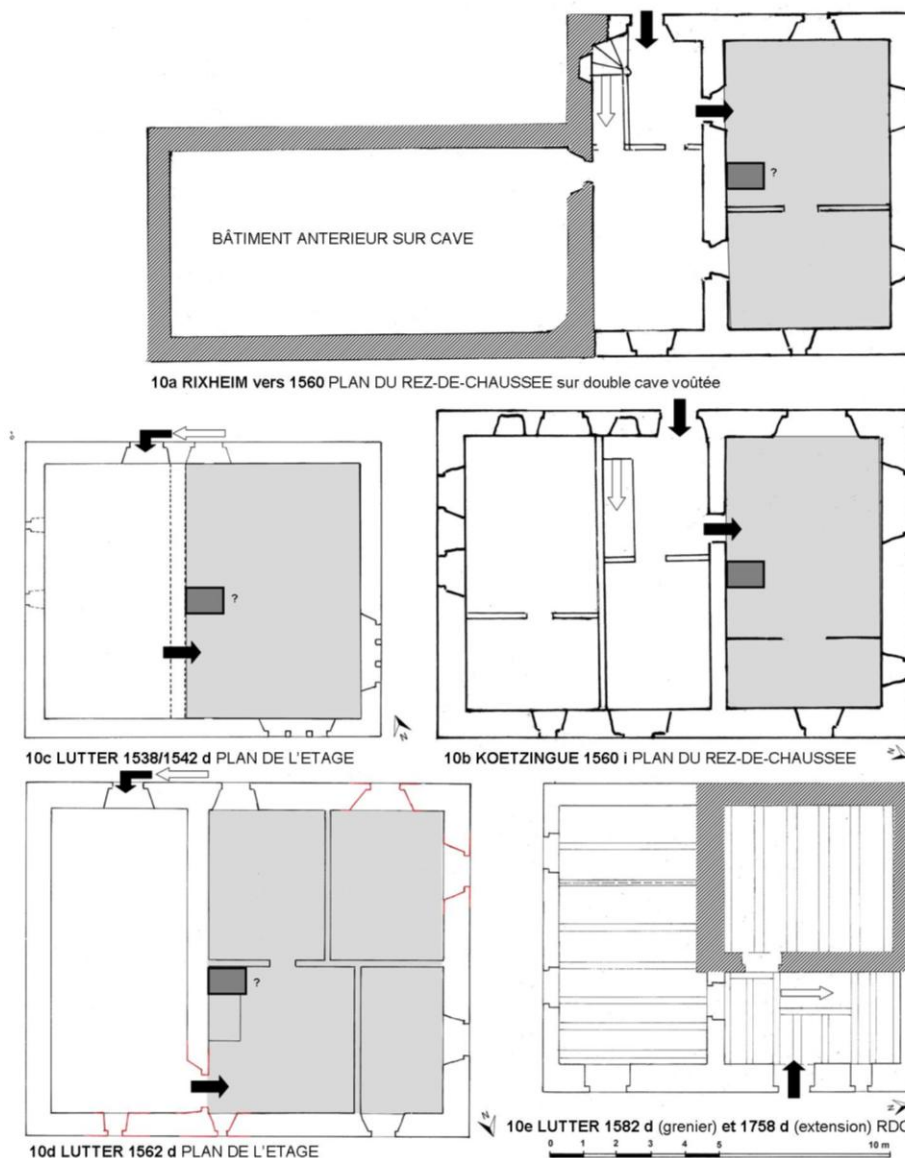 BÂTIMENT ANTERIEUR SUR CAVE
?
10a RIXHEIM vers 1560 PLAN DU REZ-DE-CHAUSSEE sur double cave voûtée
?
N
N
10c LUTTER 1538/1542 d PLAN DE L'ETAGE
10b KOETZINGUE 1560 i PLAN DU REZ-DE-CHAUSSEE
?
N
N
10d LUTTER 1562 d PLAN DE L'ETAGE
10e LUTTER 1582 d (grenier) et 1758 d (extension) RDC
0 1 2 3 4 5 10 m